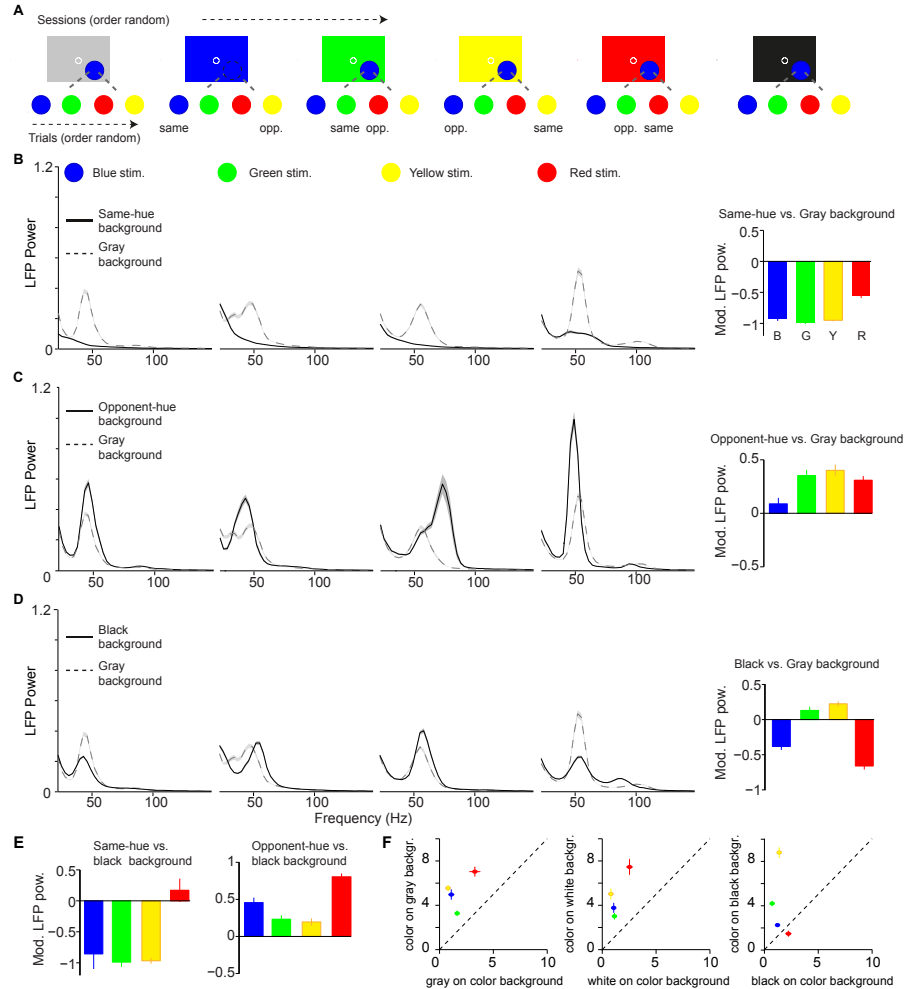 A
Sessions (order random)
Trials (order random)
same opp. same opp. opp. same opp. same
B
1.2
Blue stim. Green stim. Yellow stim. Red stim.
LFP Power
Same-hue
background
Gray
background
0
50 100 50 100 50 100 50 100
Same-hue vs. Gray background
Mod. LFP pow.
0.5
0
−0.5
−1
B G Y R
C
1.2
LFP Power
Opponent-hue
background
Gray
background
0
50 100 50 100 50 100 50 100
Opponent-hue vs. Gray background
Mod. LFP pow.
0.5
0
−0.5
D
1.2
LFP Power
Black
background
Gray
background
0
50 100 50 100 50 100 50 100
Frequency (Hz)
Black vs. Gray background
Mod. LFP pow.
0.5
0
−0.5
−1
E
Same-hue vs.
black background
Mod. LFP pow.
0.5
0
-0.5
-1
Opponent-hue vs.
black background
1
0.5
0
-0.5
F
color on gray backgr.
8
4
0
0 5 10
gray on color background
color on white backgr.
8
4
0
0 5 10
white on color background
color on black backgr.
8
4
0
0 5 10
black on color background